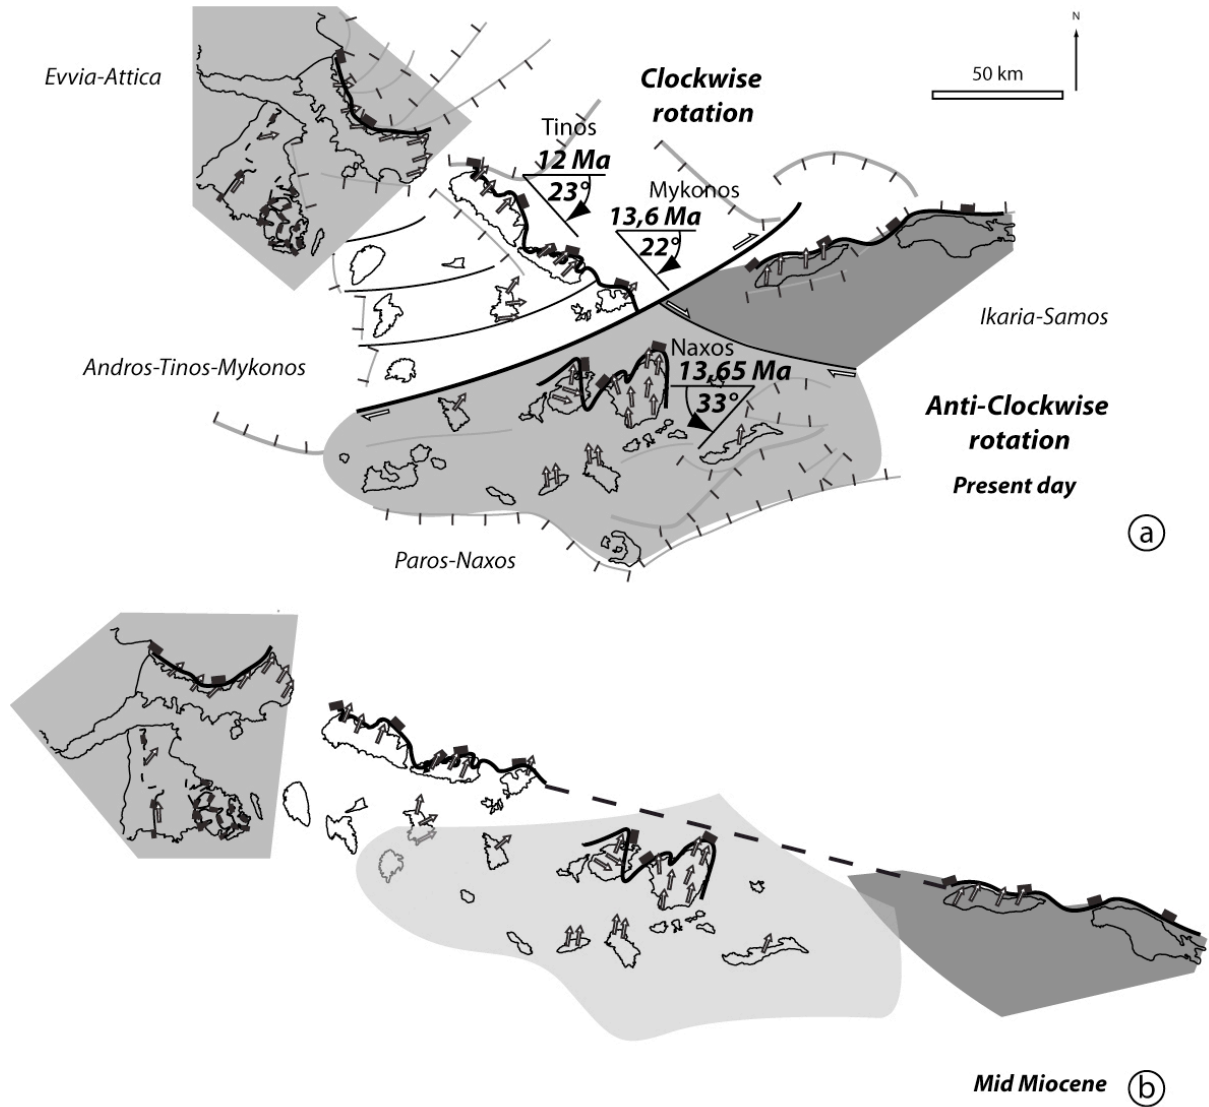 N
50 km
Evvia-Attica
Clockwise
rotation
Tinos
12 Ma
23°
Mykonos
13,6 Ma
22°
Ikaria-Samos
Andros-Tinos-Mykonos
Naxos
13,65 Ma
33°
Anti-Clockwise
rotation
Present day
a
Paros-Naxos
Mid Miocene
b